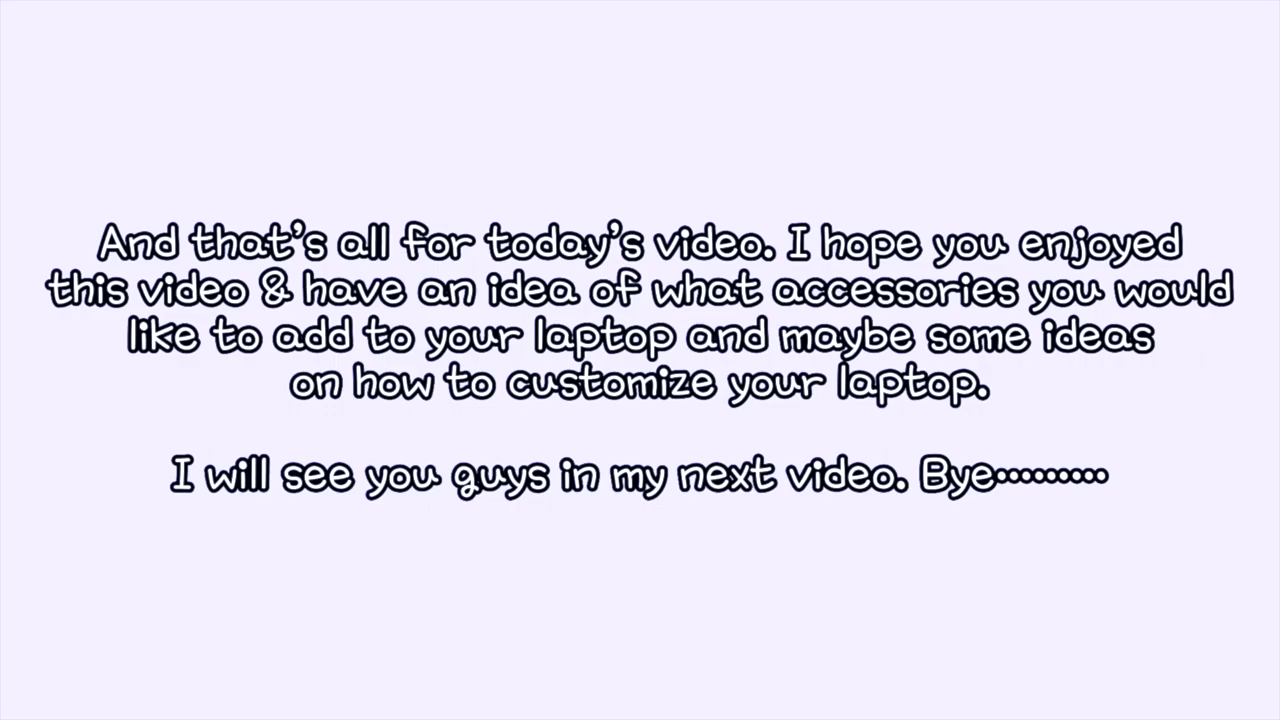 And that’s all for today’s video. I hope you enjoyed
this video & have an idea of what accessories you would
like to add to your laptop and maybe some ideas
on how to customize your laptop.
I will see you guys in my next video. Bye·········